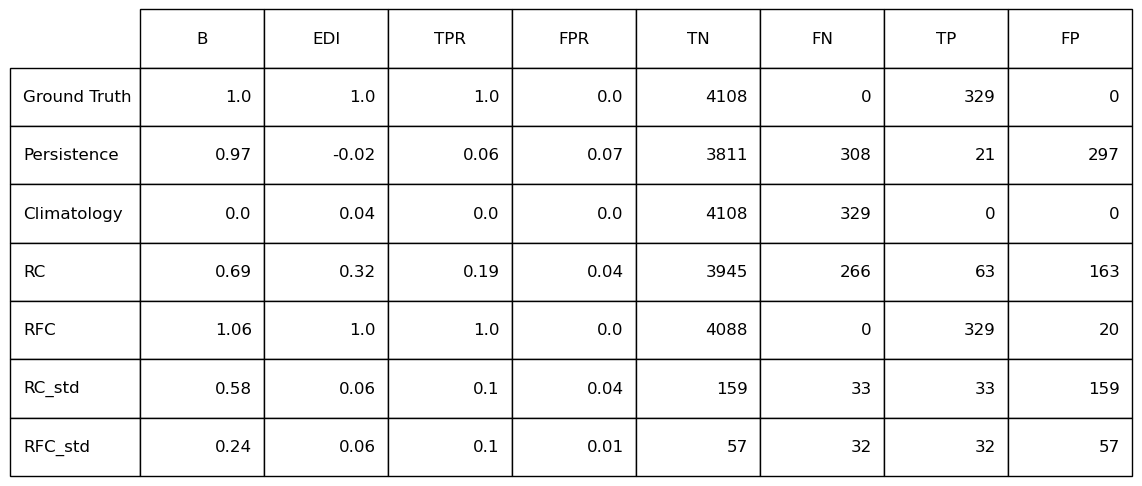 B EDI TPR FPR TN FN TP FP
Ground Truth 1.0 1.0 1.0 0.0 4108 0 329 0
Persistence 0.97 -0.02 0.06 0.07 3811 308 21 297
Climatology 0.0 0.04 0.0 0.0 4108 329 0 0
RC 0.69 0.32 0.19 0.04 3945 266 63 163
RFC 1.06 1.0 1.0 0.0 4088 0 329 20
RC_std 0.58 0.06 0.1 0.04 159 33 33 159
RFC_std 0.24 0.06 0.1 0.01 57 32 32 57